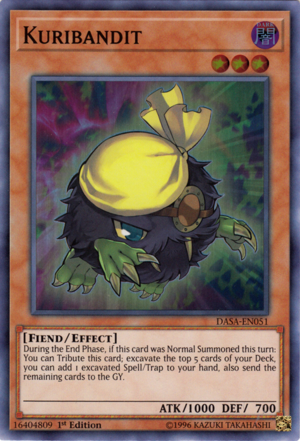 KURIBANDIT
闇
DASA-EN051
[FIEND/EFFECT]
During the End Phase, if this card was Normal Summoned this turn:
You can Tribute this card; excavate the top 5 cards of your Deck,
you can add 1 excavated Spell/Trap to your hand, also send the
remaining cards to the GY.
ATK/1000 DEF/ 700
16404809 1st Edition ©1996 KAZUKI TAKAHASHI